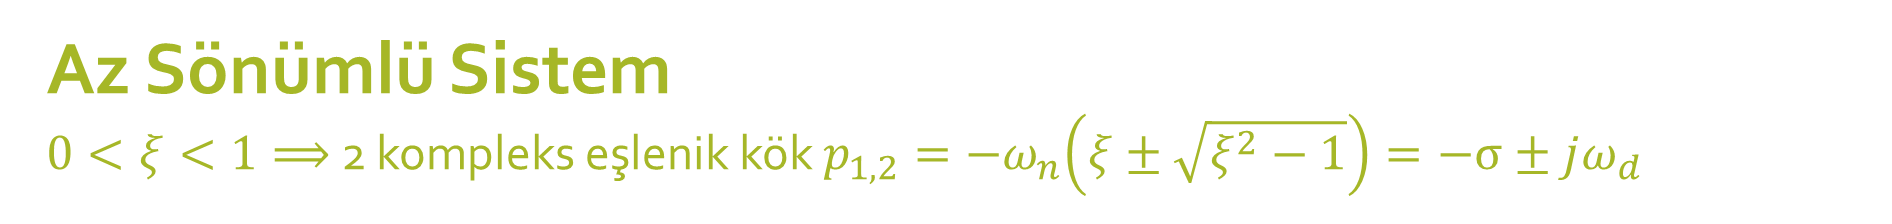 Az Sönümlü Sistem
0 < ξ < 1 ⟹ 2 kompleks eşlenik kök p₁,₂ = −ωₙ(ξ ± √(ξ² − 1)) = −σ ± jω_d